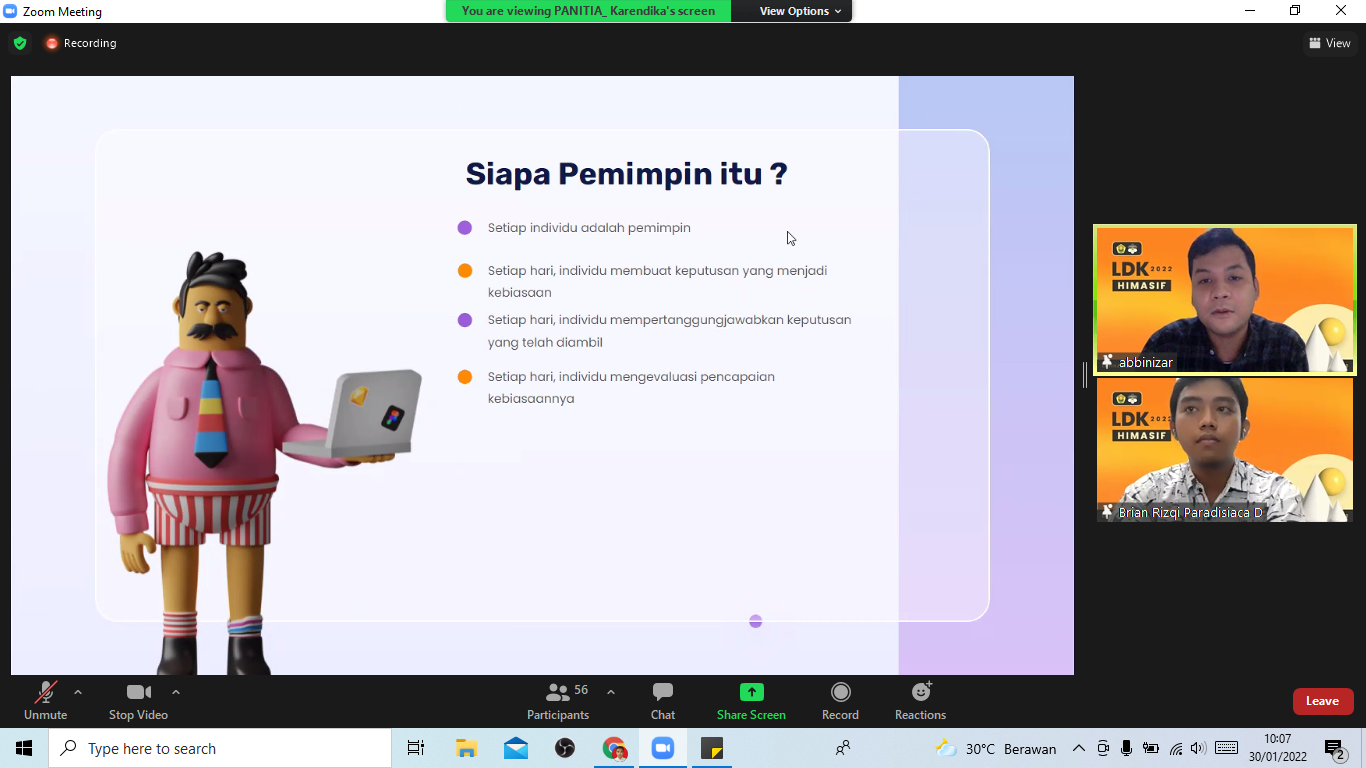 Zoom Meeting
You are viewing PANITIA_ Karendika's screen
View Options
Recording
View
Siapa Pemimpin itu ?
Setiap individu adalah pemimpin
Setiap hari, individu membuat keputusan yang menjadi
kebiasaan
Setiap hari, individu mempertanggungjawabkan keputusan
yang telah diambil
Setiap hari, individu mengevaluasi pencapaian
kebiasaannya
LDK 2022
HIMASIF
abbinizar
LDK 2022
HIMASIF
Brian Rizqi Paradisiaca D
Unmute
Stop Video
56
Participants
Chat
Share Screen
Record
Reactions
Leave
Type here to search
30°C Berawan
10:07
30/01/2022
2